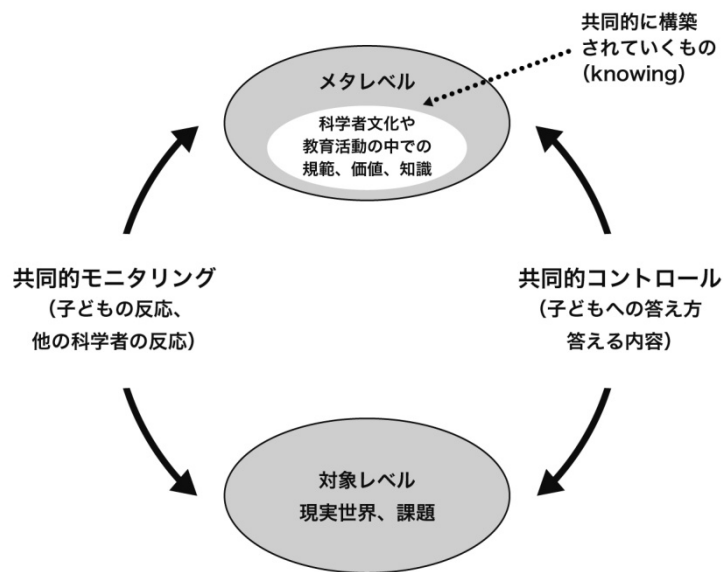 共同的に構築
されていくもの
（knowing）
メタレベル
科学者文化や
教育活動の中での
規範、価値、知識
共同的モニタリング
（子どもの反応、
他の科学者の反応）
共同的コントロール
（子どもへの答え方
答える内容）
対象レベル
現実世界、課題